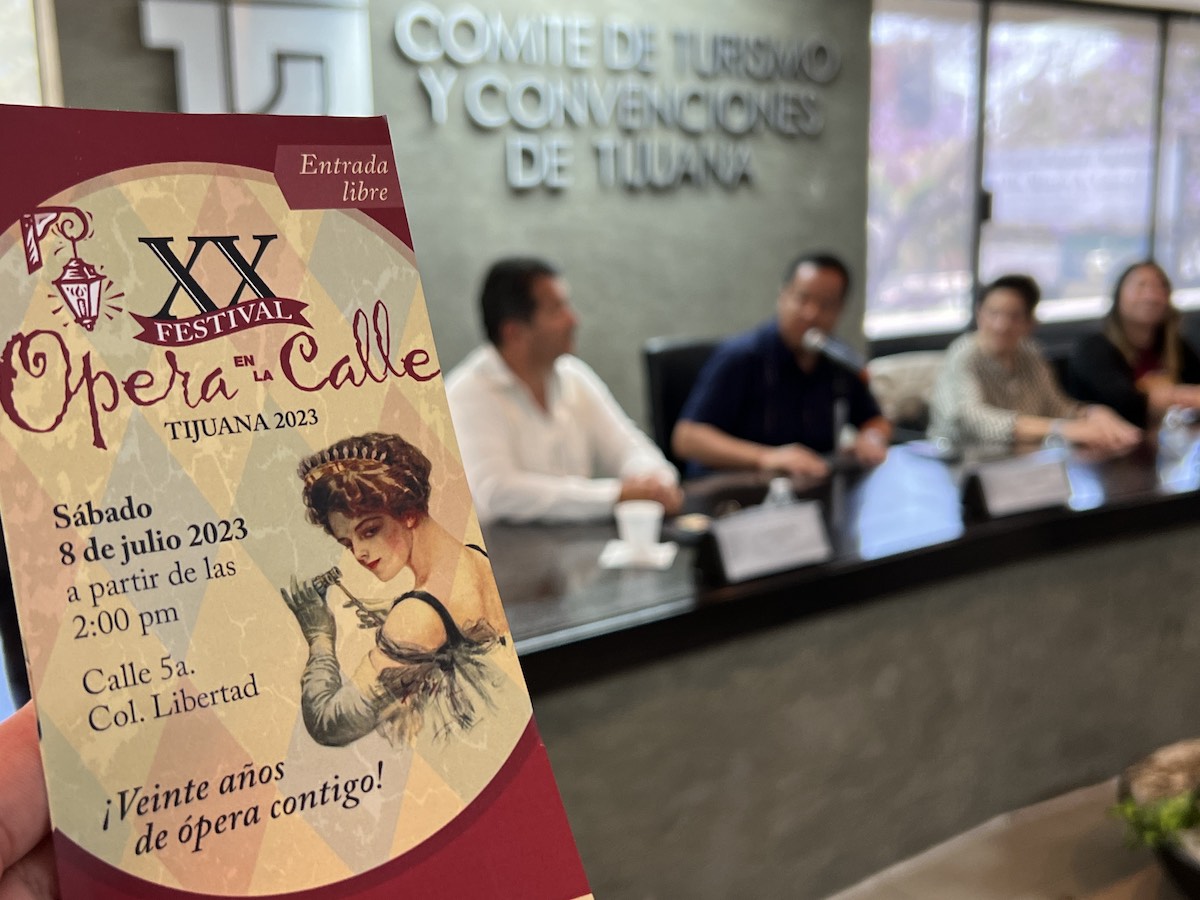 COMITE DE TURISMO
Y CONVENCIONES
DE TIJUANA
Entrada
libre
XX
FESTIVAL
Ópera EN LA Calle
TIJUANA 2023
Sábado
8 de julio 2023
a partir de las
2:00 pm
Calle 5a.
Col. Libertad
¡Veinte años
de ópera contigo!